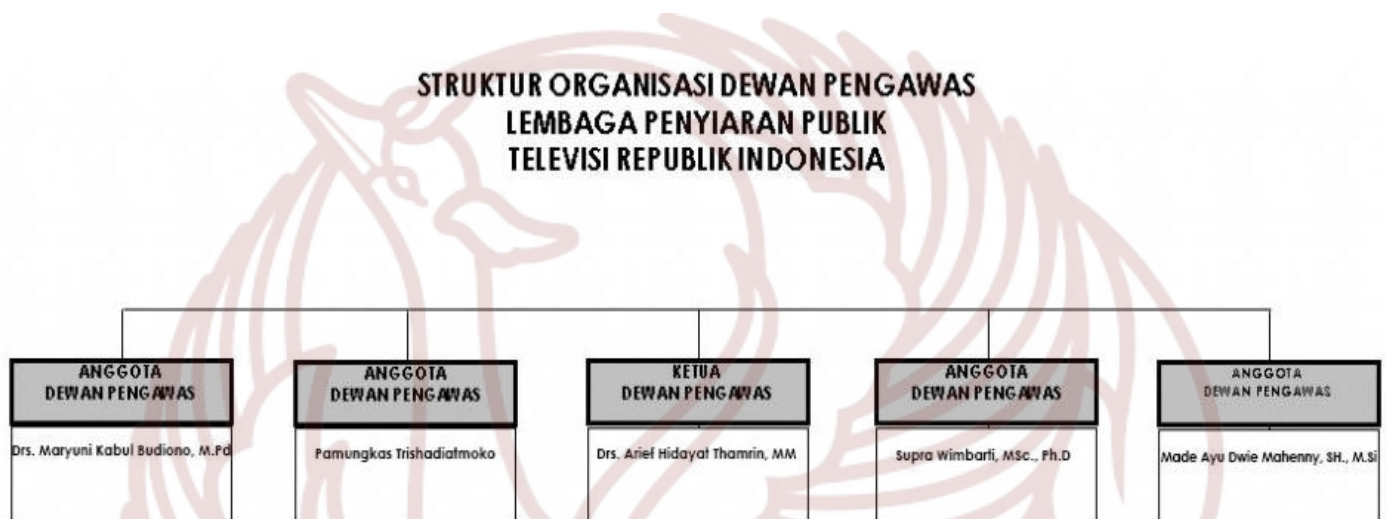 STRUKTUR ORGANISASI DEWAN PENGAWAS
LEMBAGA PENYIARAN PUBLIK
TELEVISI REPUBLIK INDONESIA
ANGGOTA
DEWAN PENGAWAS
Drs. Maryuni Kabul Budiono, M.Pd
ANGGOTA
DEWAN PENGAWAS
Pamungkas Trishadiatmoko
KETUA
DEWAN PENGAWAS
Drs. Arief Hidayat Thamrin, MM
ANGGOTA
DEWAN PENGAWAS
Supra Wimbarti, MSc., Ph.D
ANGGOTA
DEWAN PENGAWAS
Made Ayu Dwie Mahenny, SH., M.Si